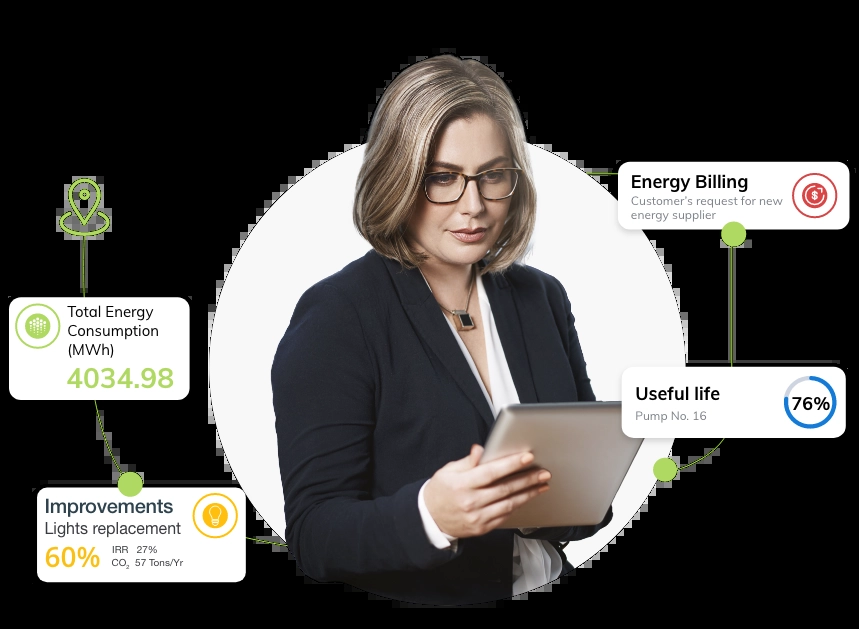 Energy Billing
Customer's request for new
energy supplier
$
Total Energy
Consumption
(MWh)
4034.98
Useful life
Pump No. 16
76%
Improvements
Lights replacement
60%
IRR 27%
CO₂ 57 Tons/Yr